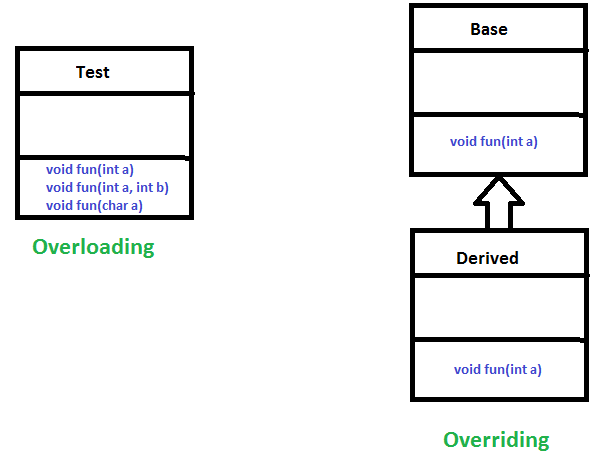 Test
void fun(int a)
void fun(int a, int b)
void fun(char a)
Overloading
Base
void fun(int a)
Derived
void fun(int a)
Overriding